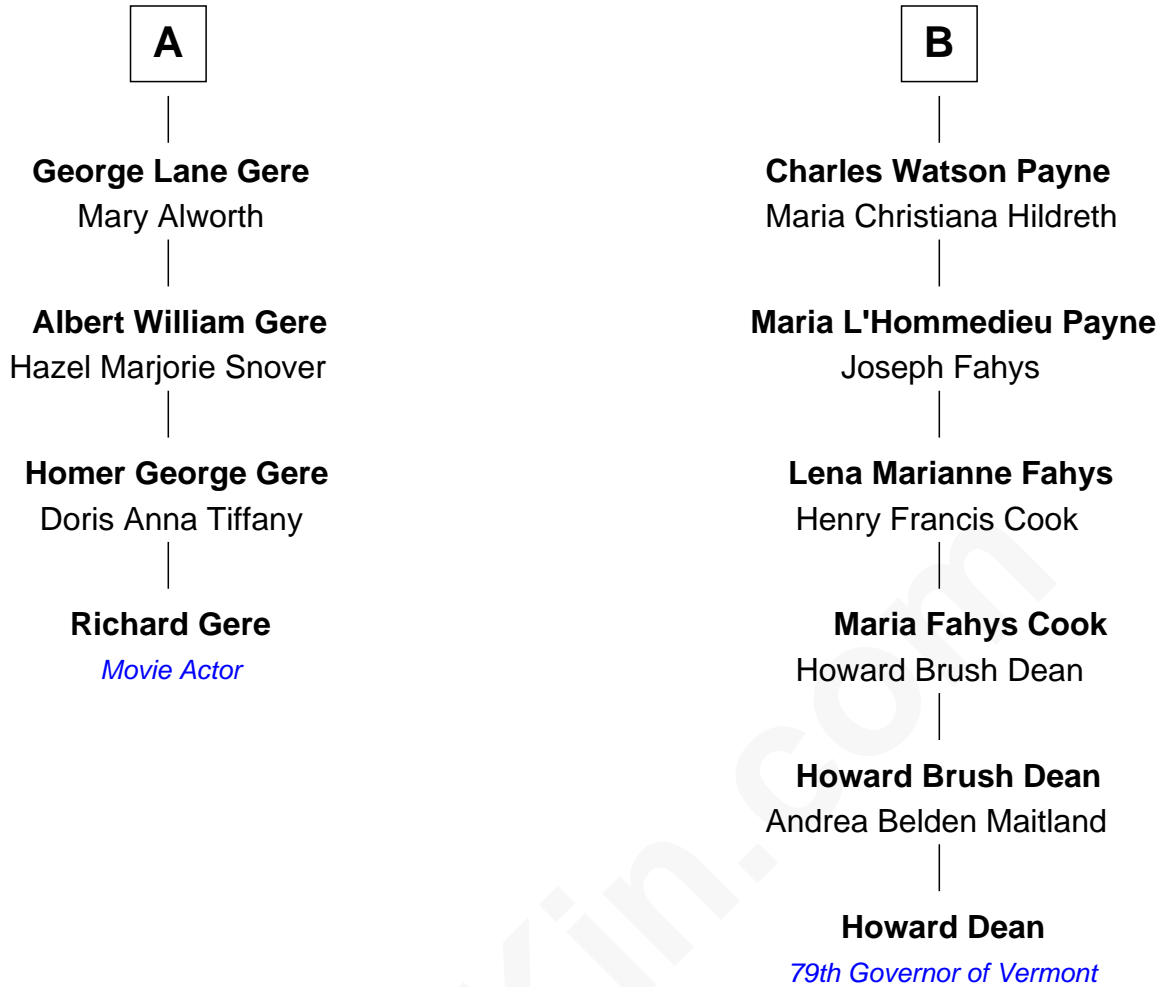 A
George Lane Gere
Mary Alworth
Albert William Gere
Hazel Marjorie Snover
Homer George Gere
Doris Anna Tiffany
Richard Gere
Movie Actor
B
Charles Watson Payne
Maria Christiana Hildreth
Maria L'Hommedieu Payne
Joseph Fahys
Lena Marianne Fahys
Henry Francis Cook
Maria Fahys Cook
Howard Brush Dean
Howard Brush Dean
Andrea Belden Maitland
Howard Dean
79th Governor of Vermont
Kin.com